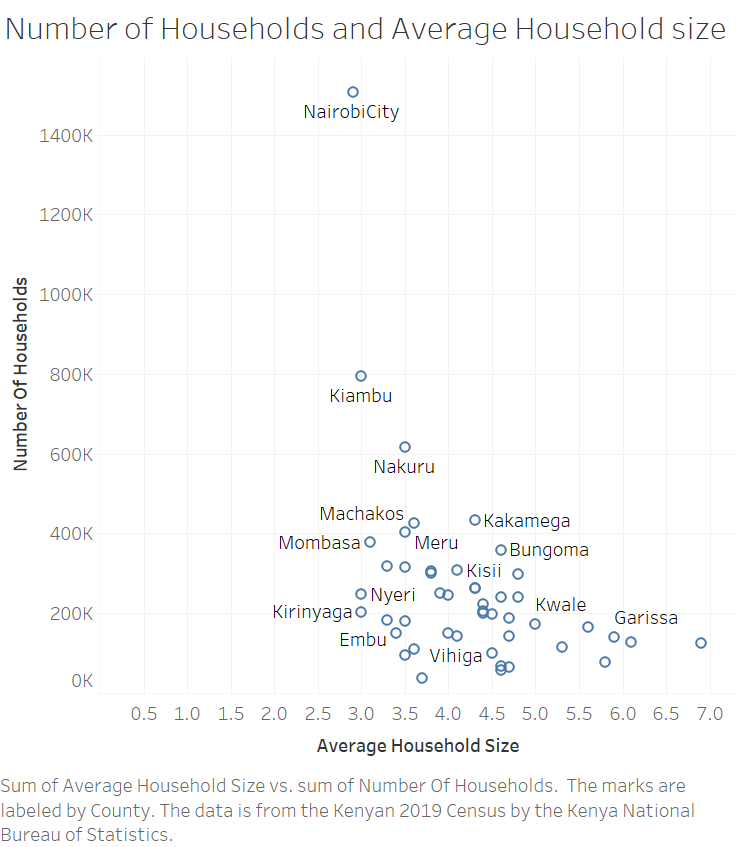 Number of Households and Average Household size
NairobiCity
1400K
1200K
1000K
Number Of Households
800K
Kiambu
600K
Nakuru
Machakos
Kakamega
400K
Mombasa
Meru
Bungoma
Kisii
Nyeri
Kwale
Kirinyaga
200K
Garissa
Embu
Vihiga
0K
0.5 1.0 1.5 2.0 2.5 3.0 3.5 4.0 4.5 5.0 5.5 6.0 6.5 7.0
Average Household Size
Sum of Average Household Size vs. sum of Number Of Households. The marks are
labeled by County. The data is from the Kenyan 2019 Census by the Kenya National
Bureau of Statistics.